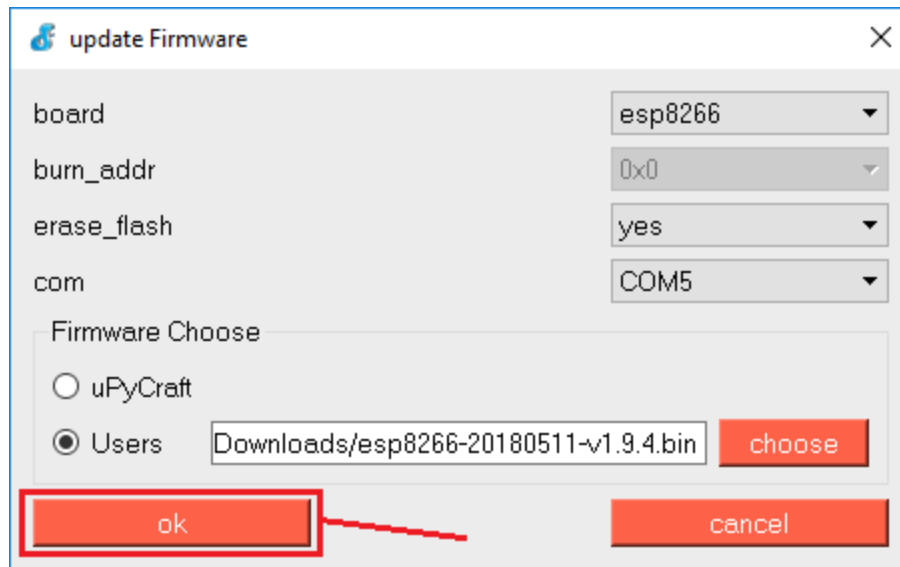 update Firmware
board esp8266
burn_addr 0x0
erase_flash yes
com COM5
Firmware Choose
uPyCraft
Users Downloads/esp8266-20180511-v1.9.4.bin choose
ok cancel